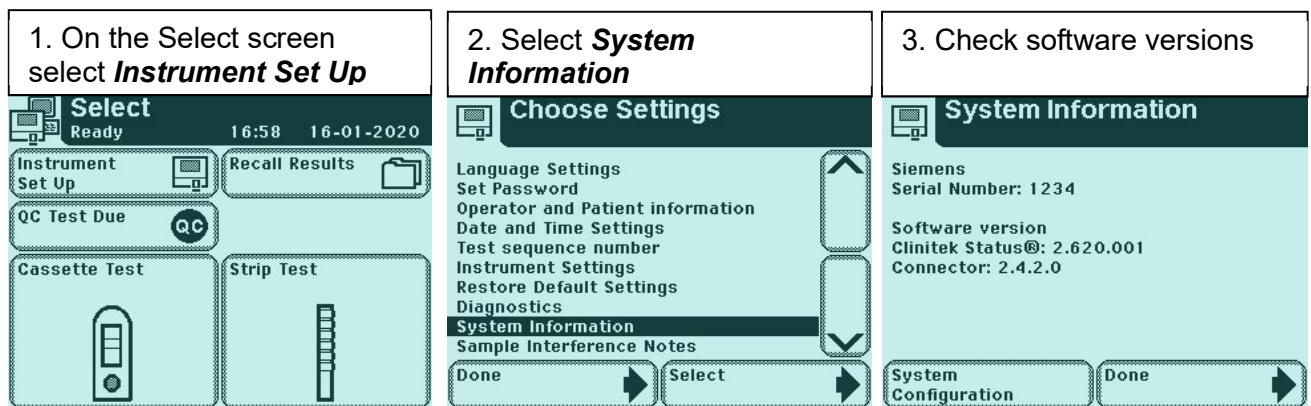 1. On the Select screen
select Instrument Set Up
Select
Ready 16:58 16-01-2020
Instrument
Set Up
Recall Results
QC Test Due
QC
Cassette Test
Strip Test
2. Select System
Information
Choose Settings
Language Settings
Set Password
Operator and Patient information
Date and Time Settings
Test sequence number
Instrument Settings
Restore Default Settings
Diagnostics
System Information
Sample Interference Notes
Done
Select
3. Check software versions
System Information
Siemens
Serial Number: 1234
Software version
Clinitek Status®: 2.620.001
Connector: 2.4.2.0
System
Configuration
Done